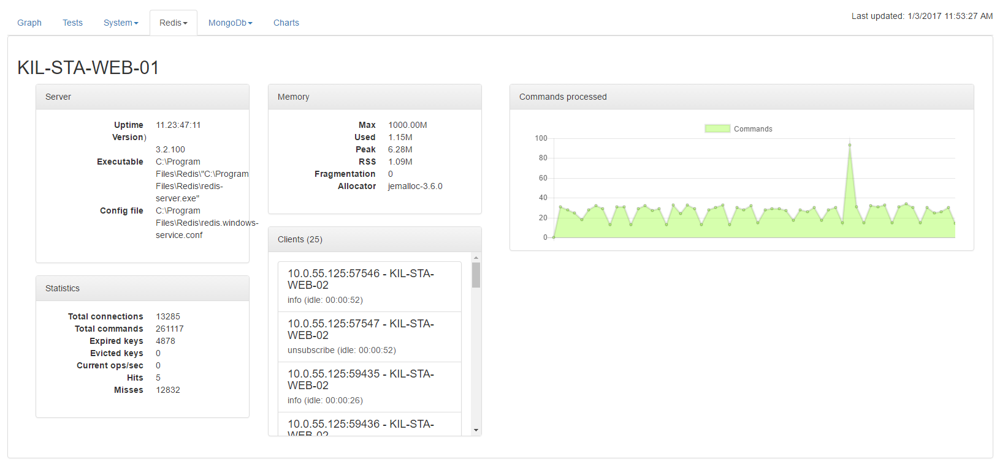 Graph Tests System Redis MongoDb Charts
Last updated: 1/3/2017 11:53:27 AM
KIL-STA-WEB-01
Server
Uptime 11.23:47:11
Version)
3.2.100
Executable C:\Program
Files\Redis\"C:\Program
Files\Redis\redis-
server.exe"
Config file C:\Program
Files\Redis\redis.windows-
service.conf
Statistics
Total connections 13285
Total commands 261117
Expired keys 4878
Evicted keys 0
Current ops/sec 0
Hits 5
Misses 12832
Memory
Max 1000.00M
Used 1.15M
Peak 6.28M
RSS 1.09M
Fragmentation 0
Allocator jemalloc-3.6.0
Clients (25)
10.0.55.125:57546 - KIL-STA-
WEB-02
info (idle: 00:00:52)
10.0.55.125:57547 - KIL-STA-
WEB-02
unsubscribe (idle: 00:00:52)
10.0.55.125:59435 - KIL-STA-
WEB-02
info (idle: 00:00:26)
10.0.55.125:59436 - KIL-STA-
WEB-02
Commands processed
Commands
100
80
60
40
20
0